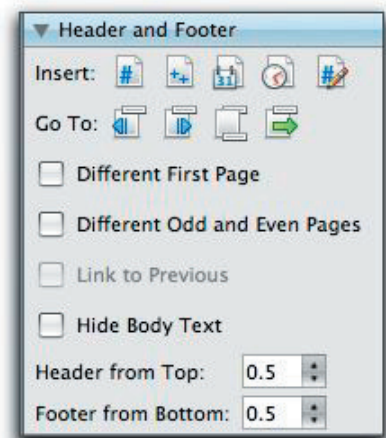 Header and Footer
Insert: # ++ 31 #
Go To:
Different First Page
Different Odd and Even Pages
Link to Previous
Hide Body Text
Header from Top: 0.5
Footer from Bottom: 0.5